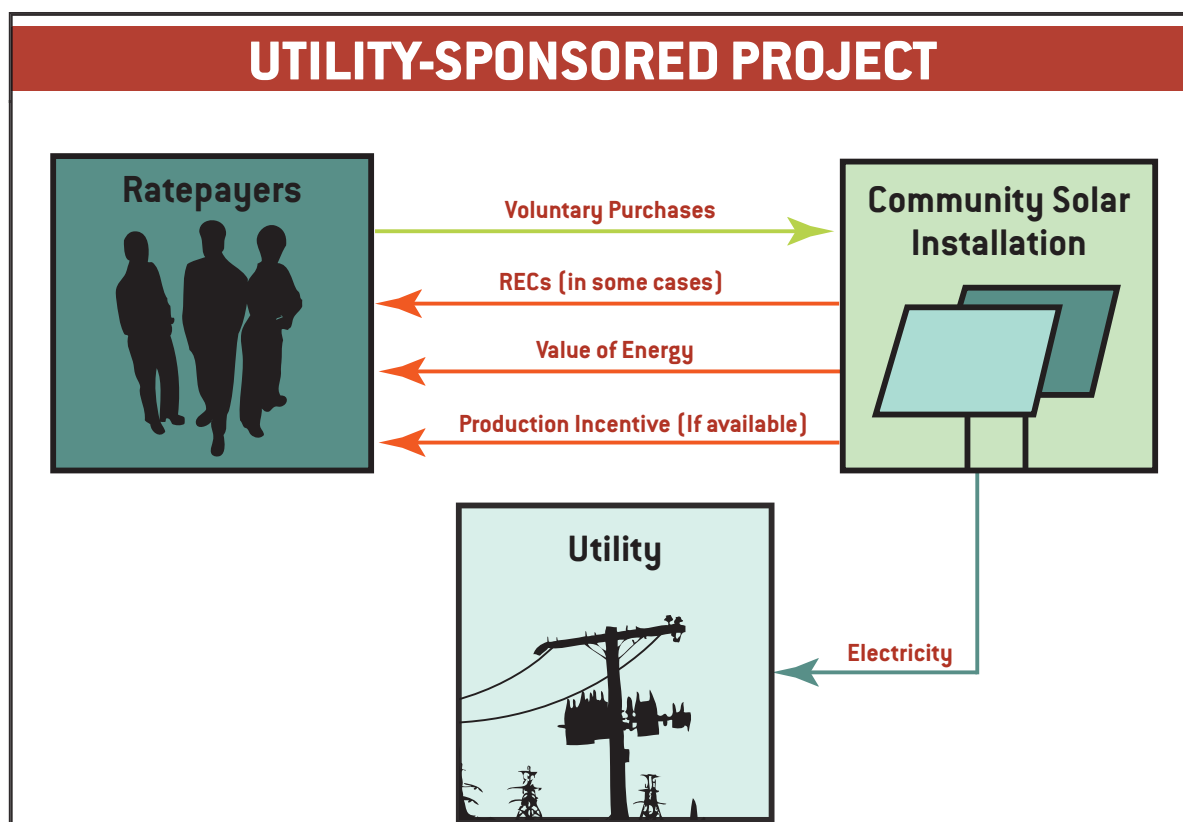 UTILITY-SPONSORED PROJECT
Ratepayers
Voluntary Purchases
RECs (in some cases)
Value of Energy
Production Incentive (If available)
Community Solar
Installation
Utility
Electricity